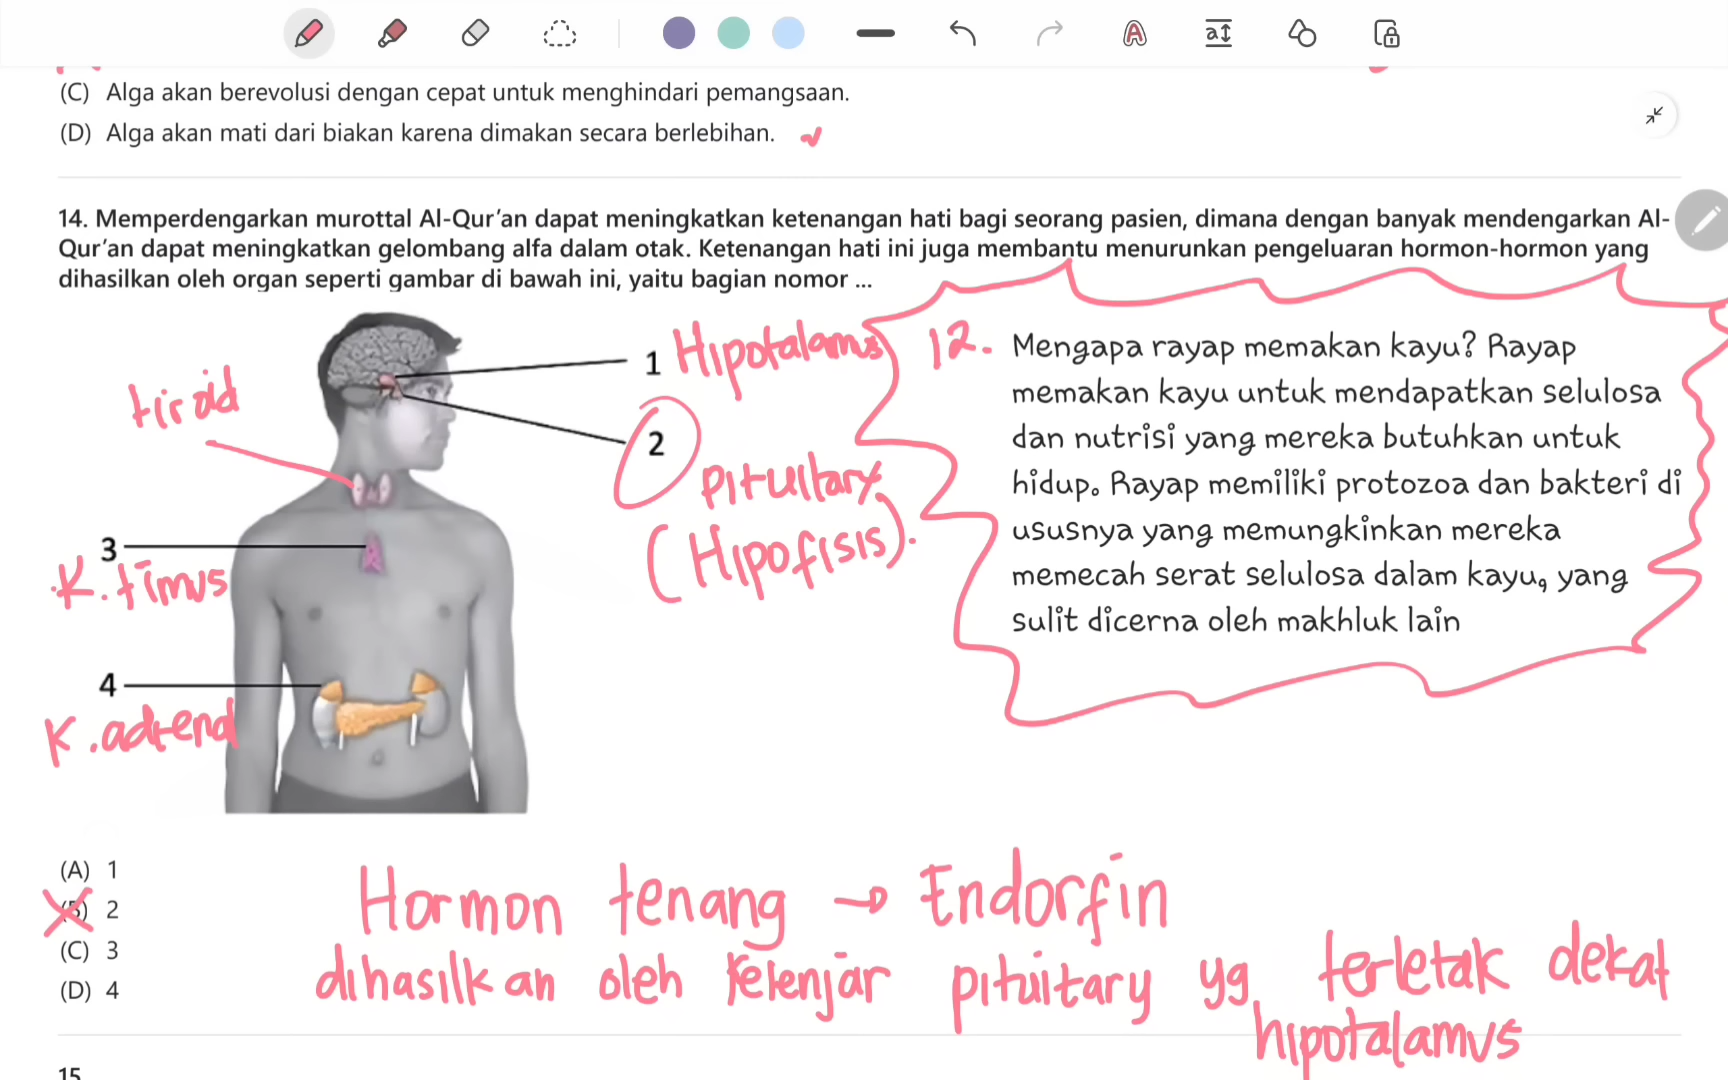 (C) Alga akan berevolusi dengan cepat untuk menghindari pemangsaan.
(D) Alga akan mati dari biakan karena dimakan secara berlebihan.
14. Memperdengarkan murottal Al-Qur'an dapat meningkatkan ketenangan hati bagi seorang pasien, dimana dengan banyak mendengarkan Al-
Qur'an dapat meningkatkan gelombang alfa dalam otak. Ketenangan hati ini juga membantu menurunkan pengeluaran hormon-hormon yang
dihasilkan oleh organ seperti gambar di bawah ini, yaitu bagian nomor ...
1 Hipotalamus
tiroid
2
pituitary
(Hipofisis).
3
K. timus
4
K. adrenal
12. Mengapa rayap memakan kayu? Rayap
memakan kayu untuk mendapatkan selulosa
dan nutrisi yang mereka butuhkan untuk
hidup. Rayap memiliki protozoa dan bakteri di
ususnya yang memungkinkan mereka
memecah serat selulosa dalam kayu, yang
sulit dicerna oleh makhluk lain
(A) 1
(B) 2
(C) 3
(D) 4
Hormon tenang → Endorfin
dihasilkan oleh kelenjar pituitary yg terletak dekat
hipotalamus
15